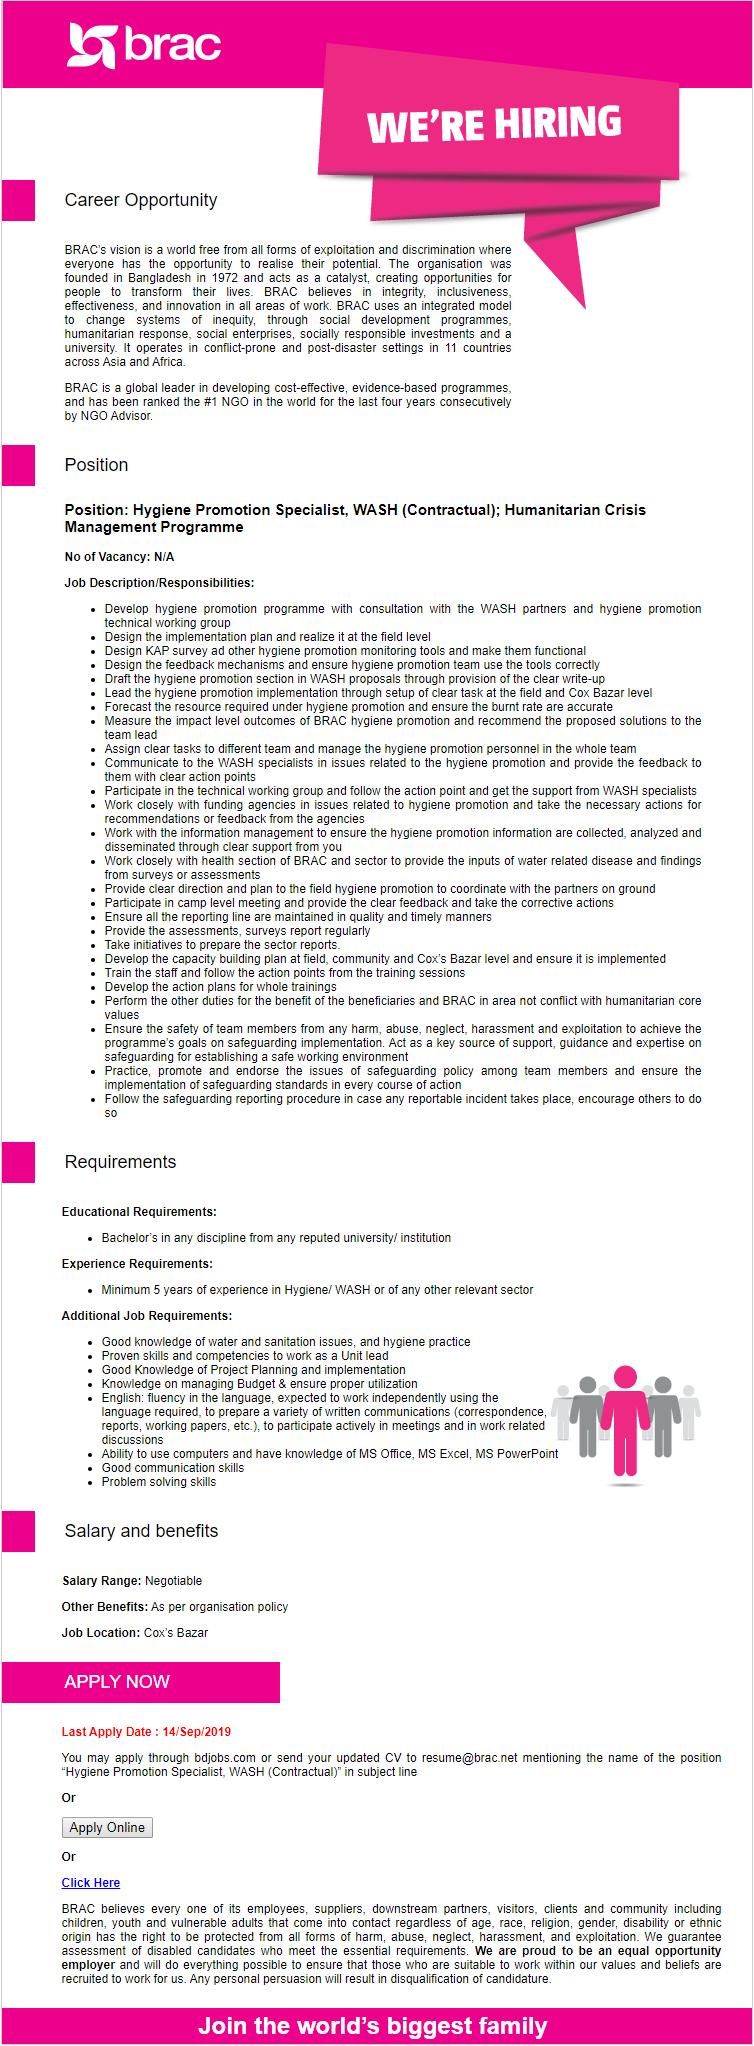 brac
WE'RE HIRING
Career Opportunity
BRAC's vision is a world free from all forms of exploitation and discrimination where
everyone has the opportunity to realise their potential. The organisation was
founded in Bangladesh in 1972 and acts as a catalyst, creating opportunities for
people to transform their lives. BRAC believes in integrity, inclusiveness,
effectiveness, and innovation in all areas of work. BRAC uses an integrated model
to change systems of inequity, through social development programmes,
humanitarian response, social enterprises, socially responsible investments and a
university. It operates in conflict-prone and post-disaster settings in 11 countries
across Asia and Africa.
BRAC is a global leader in developing cost-effective, evidence-based programmes,
and has been ranked the #1 NGO in the world for the last four years consecutively
by NGO Advisor.
Position
Position: Hygiene Promotion Specialist, WASH (Contractual); Humanitarian Crisis
Management Programme
No of Vacancy: N/A
Job Description/Responsibilities:
• Develop hygiene promotion programme with consultation with the WASH partners and hygiene promotion
technical working group
• Design the implementation plan and realize it at the field level
• Design KAP survey ad other hygiene promotion monitoring tools and make them functional
• Design the feedback mechanisms and ensure hygiene promotion team use the tools correctly
• Draft the hygiene promotion section in WASH proposals through provision of the clear write-up
• Lead the hygiene promotion implementation through setup of clear task at the field and Cox Bazar level
• Forecast the resource required under hygiene promotion and ensure the burnt rate are accurate
• Measure the impact level outcomes of BRAC hygiene promotion and recommend the proposed solutions to the
team lead
• Assign clear tasks to different team and manage the hygiene promotion personnel in the whole team
• Communicate to the WASH specialists in issues related to the hygiene promotion and provide the feedback to
them with clear action points
• Participate in the technical working group and follow the action point and get the support from WASH specialists
• Work closely with funding agencies in issues related to hygiene promotion and take the necessary actions for
recommendations or feedback from the agencies
• Work with the information management to ensure the hygiene promotion information are collected, analyzed and
disseminated through clear support from you
• Work closely with health section of BRAC and sector to provide the inputs of water related disease and findings
from surveys or assessments
• Provide clear direction and plan to the field hygiene promotion to coordinate with the partners on ground
• Participate in camp level meeting and provide the clear feedback and take the corrective actions
• Ensure all the reporting line are maintained in quality and timely manners
• Provide the assessments, surveys report regularly
• Take initiatives to prepare the sector reports.
• Develop the capacity building plan at field, community and Cox's Bazar level and ensure it is implemented
• Train the staff and follow the action points from the training sessions
• Develop the action plans for whole trainings
• Perform the other duties for the benefit of the beneficiaries and BRAC in area not conflict with humanitarian core
values
• Ensure the safety of team members from any harm, abuse, neglect, harassment and exploitation to achieve the
programme's goals on safeguarding implementation. Act as a key source of support, guidance and expertise on
safeguarding for establishing a safe working environment
• Practice, promote and endorse the issues of safeguarding policy among team members and ensure the
implementation of safeguarding standards in every course of action
• Follow the safeguarding reporting procedure in case any reportable incident takes place, encourage others to do
so
Requirements
Educational Requirements:
• Bachelor's in any discipline from any reputed university/ institution
Experience Requirements:
• Minimum 5 years of experience in Hygiene/ WASH or of any other relevant sector
Additional Job Requirements:
• Good knowledge of water and sanitation issues, and hygiene practice
• Proven skills and competencies to work as a Unit lead
• Good Knowledge of Project Planning and implementation
• Knowledge on managing Budget & ensure proper utilization
• English: fluency in the language, expected to work independently using the
language required, to prepare a variety of written communications (correspondence,
reports, working papers, etc.), to participate actively in meetings and in work related
discussions
• Ability to use computers and have knowledge of MS Office, MS Excel, MS PowerPoint
• Good communication skills
• Problem solving skills
Salary and benefits
Salary Range: Negotiable
Other Benefits: As per organisation policy
Job Location: Cox's Bazar
APPLY NOW
Last Apply Date : 14/Sep/2019
You may apply through bdjobs.com or send your updated CV to resume@brac.net mentioning the name of the position
“Hygiene Promotion Specialist, WASH (Contractual)” in subject line
Or
Apply Online
Or
Click Here
BRAC believes every one of its employees, suppliers, downstream partners, visitors, clients and community including
children, youth and vulnerable adults that come into contact regardless of age, race, religion, gender, disability or ethnic
origin has the right to be protected from all forms of harm, abuse, neglect, harassment, and exploitation. We guarantee
assessment of disabled candidates who meet the essential requirements. We are proud to be an equal opportunity
employer and will do everything possible to ensure that those who are suitable to work within our values and beliefs are
recruited to work for us. Any personal persuasion will result in disqualification of candidature.
Join the world's biggest family